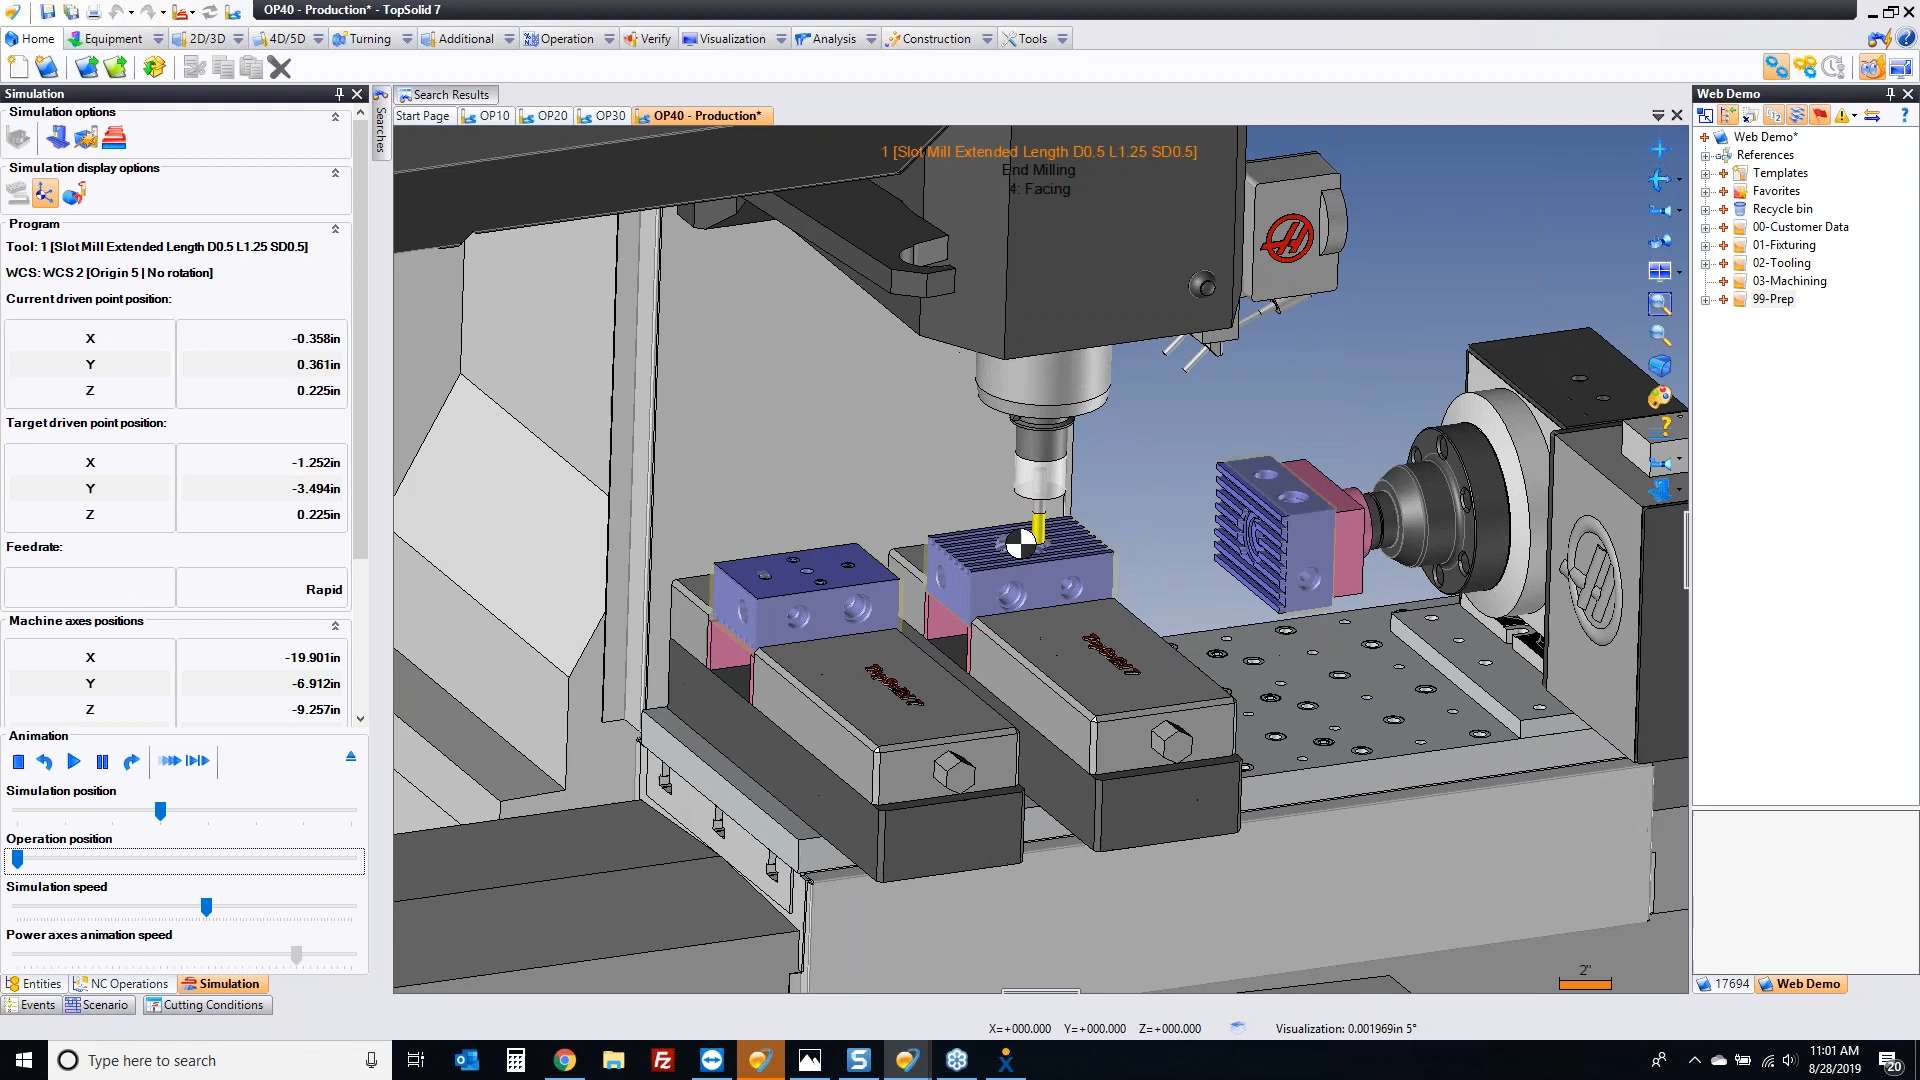 OP40 - Production* - TopSolid 7
Home
Equipment
2D/3D
4D/5D
Turning
Additional
Operation
Verify
Visualization
Analysis
Construction
Tools
Simulation
Simulation options
Simulation display options
Program
Tool: 1 [Slot Mill Extended Length D0.5 L1.25 SD0.5]
WCS: WCS 2 [Origin 5 | No rotation]
Current driven point position:
X -0.358in
Y 0.361in
Z 0.225in
Target driven point position:
X -1.252in
Y -3.494in
Z 0.225in
Feedrate:
Rapid
Machine axes positions
X -19.901in
Y -6.912in
Z -9.257in
Animation
Simulation position
Operation position
Simulation speed
Power axes animation speed
Entities
NC Operations
Simulation
Events
Scenario
Cutting Conditions
Searches
Search Results
Start Page
OP10
OP20
OP30
OP40 - Production*
1 [Slot Mill Extended Length D0.5 L1.25 SD0.5]
End Milling
4: Facing
TopSolid 7
TopSolid 7
2"
X=+000.000 Y=+000.000 Z=+000.000
Visualization: 0.001969in 5°
Web Demo
Web Demo*
References
Templates
Favorites
Recycle bin
00-Customer Data
01-Fixturing
02-Tooling
03-Machining
99-Prep
17694
Web Demo
Type here to search
11:01 AM
8/28/2019
20